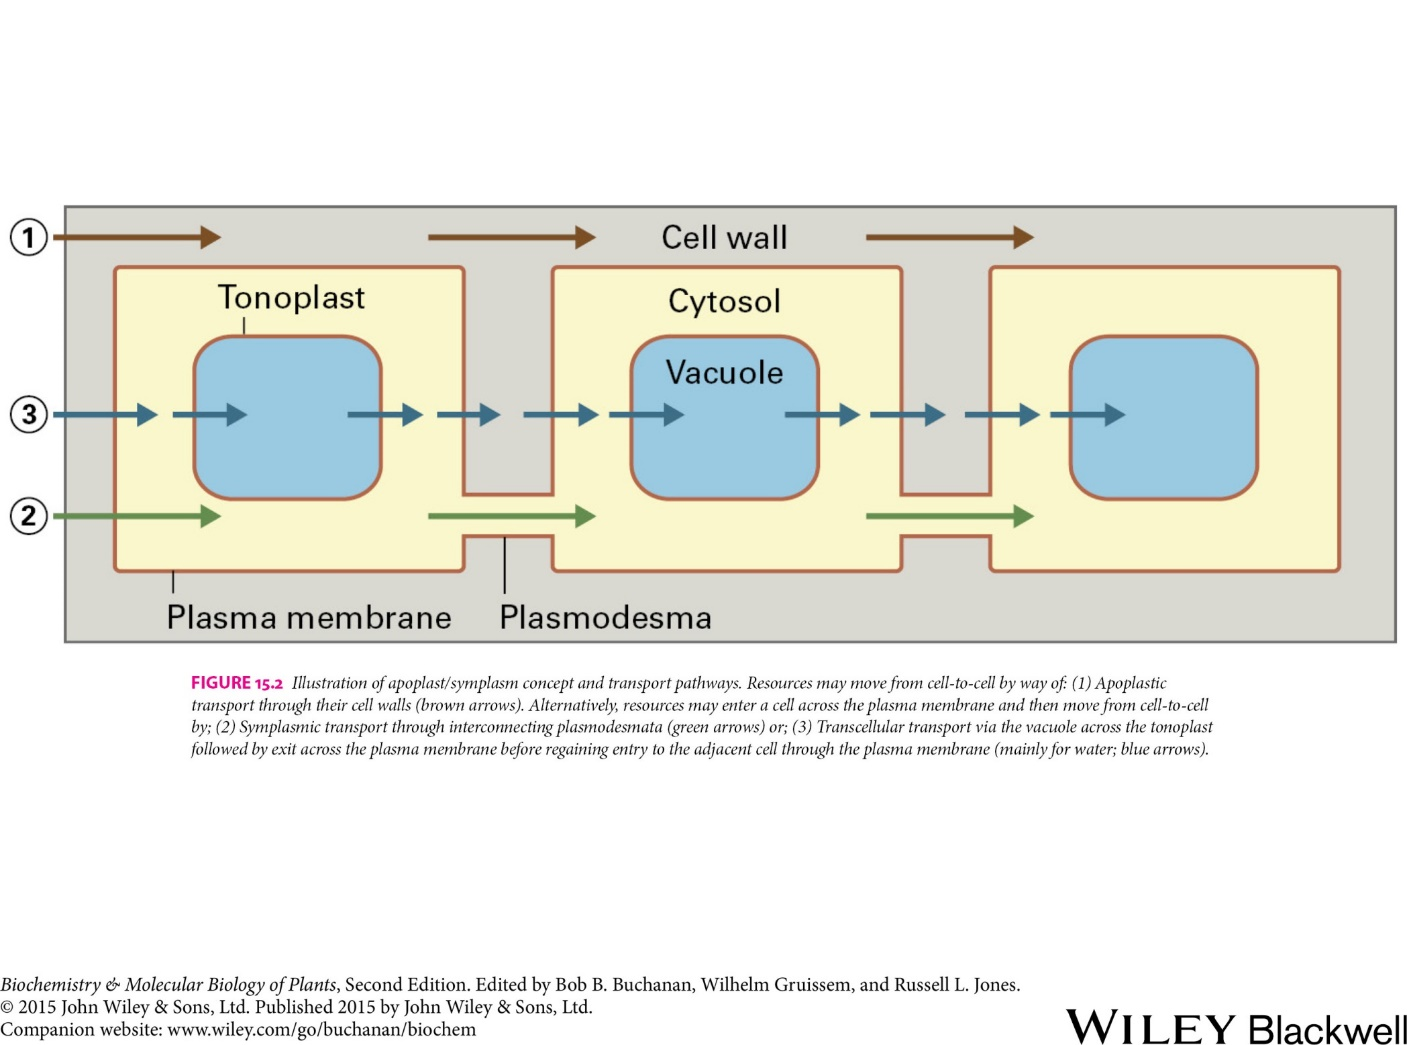 1
Cell wall
Tonoplast
Cytosol
Vacuole
3
2
Plasma membrane
Plasmodesma
FIGURE 15.2 Illustration of apoplast/symplasm concept and transport pathways. Resources may move from cell-to-cell by way of: (1) Apoplastic
transport through their cell walls (brown arrows). Alternatively, resources may enter a cell across the plasma membrane and then move from cell-to-cell
by; (2) Symplasmic transport through interconnecting plasmodesmata (green arrows) or; (3) Transcellular transport via the vacuole across the tonoplast
followed by exit across the plasma membrane before regaining entry to the adjacent cell through the plasma membrane (mainly for water; blue arrows).
Biochemistry & Molecular Biology of Plants, Second Edition. Edited by Bob B. Buchanan, Wilhelm Gruissem, and Russell L. Jones.
© 2015 John Wiley & Sons, Ltd. Published 2015 by John Wiley & Sons, Ltd.
Companion website: www.wiley.com/go/buchanan/biochem
WILEY Blackwell